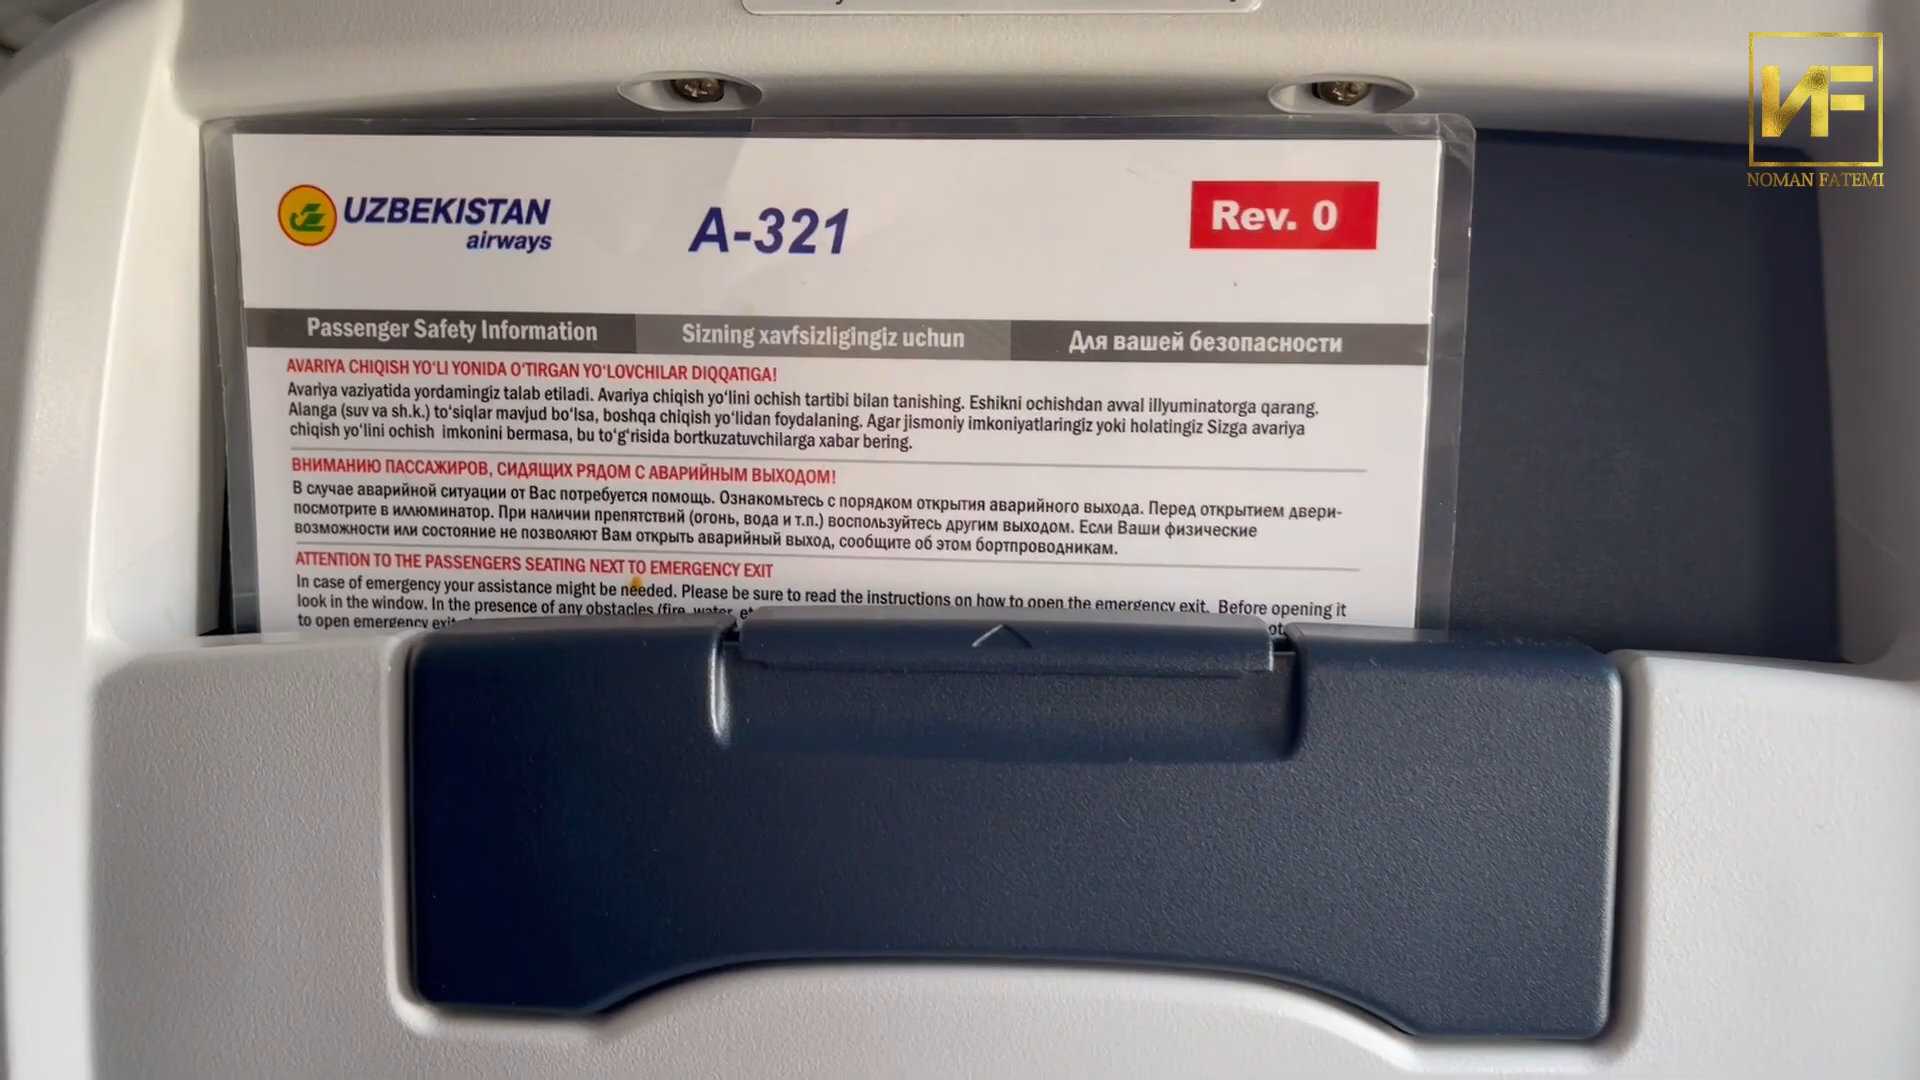 UZBEKISTAN
airways
A-321
Rev. 0
NF
NOMAN FATEMI
Passenger Safety Information
Sizning xavfsizligingiz uchun
Для вашей безопасности
AVARIYA CHIQISH YO‘LI YONIDA O‘TIRGAN YO‘LOVCHILAR DIQQATIGA!
Avariya vaziyatida yordamingiz talab etiladi. Avariya chiqish yo‘lini ochish tartibi bilan tanishing. Eshikni ochishdan avval illyuminatorga qarang.
Alanga (suv va sh.k.) to‘siqlar mavjud bo‘lsa, boshqa chiqish yo‘lidan foydalaning. Agar jismoniy imkoniyatlaringiz yoki holatingiz Sizga avariya
chiqish yo‘lini ochish imkonini bermasa, bu to‘g‘risida bortkuzatuvchilarga xabar bering.
ВНИМАНИЮ ПАССАЖИРОВ, СИДЯЩИХ РЯДОМ С АВАРИЙНЫМ ВЫХОДОМ!
В случае аварийной ситуации от Вас потребуется помощь. Ознакомьтесь с порядком открытия аварийного выхода. Перед открытием двери-
посмотрите в иллюминатор. При наличии препятствий (огонь, вода и т.п.) воспользуйтесь другим выходом. Если Ваши физические
возможности или состояние не позволяют Вам открыть аварийный выход, сообщите об этом бортпроводникам.
ATTENTION TO THE PASSENGERS SEATING NEXT TO EMERGENCY EXIT
In case of emergency your assistance might be needed. Please be sure to read the instructions on how to open the emergency exit. Before opening it
look in the window. In the presence of any obstacles (fire, water, et
to open emergency exit